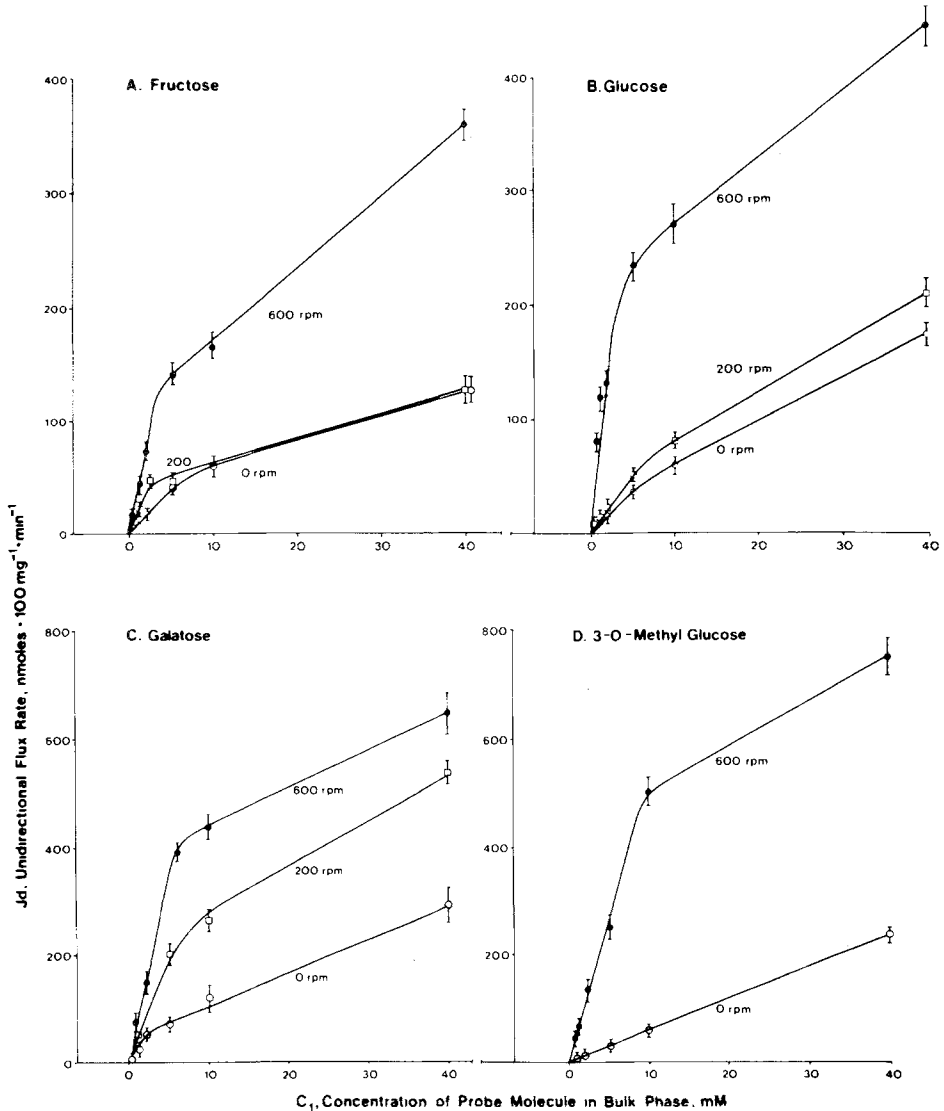 A. Fructose
400
300
200
100
0
600 rpm
200
0 rpm
0
10
20
30
40
B. Glucose
400
300
200
100
0
600 rpm
200 rpm
0 rpm
0
10
20
30
40
C. Galatose
800
600
400
200
0
600 rpm
200 rpm
0 rpm
0
10
20
30
40
D. 3-O-Methyl Glucose
800
600
400
200
0
600 rpm
0 rpm
0
10
20
30
40
Jd. Unidirectional Flux Rate, nmoles • 100 mg⁻¹ • min⁻¹
C₁, Concentration of Probe Molecule in Bulk Phase, mM